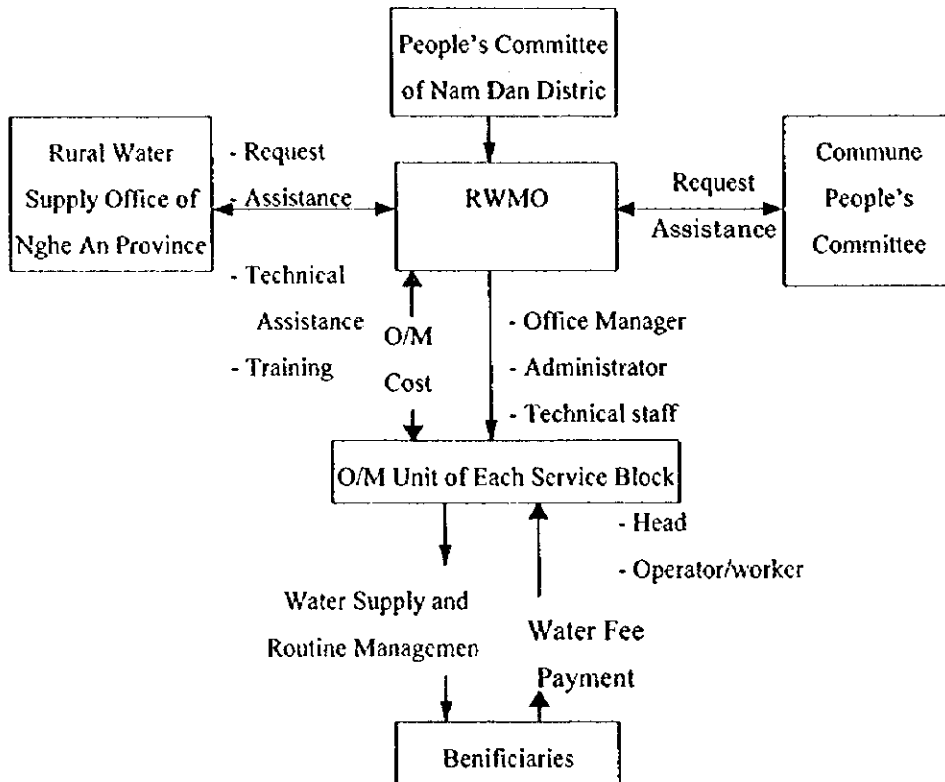 People's Committee
of Nam Dan Distric
Rural Water
Supply Office of
Nghe An Province
- Request
- Assistance
- Technical
Assistance
- Training
RWMO
Request
Assistance
Commune
People's
Committee
O/M
Cost
- Office Manager
- Administrator
- Technical staff
O/M Unit of Each Service Block
- Head
- Operator/worker
Water Supply and
Routine Managemen
Water Fee
Payment
Benificiaries